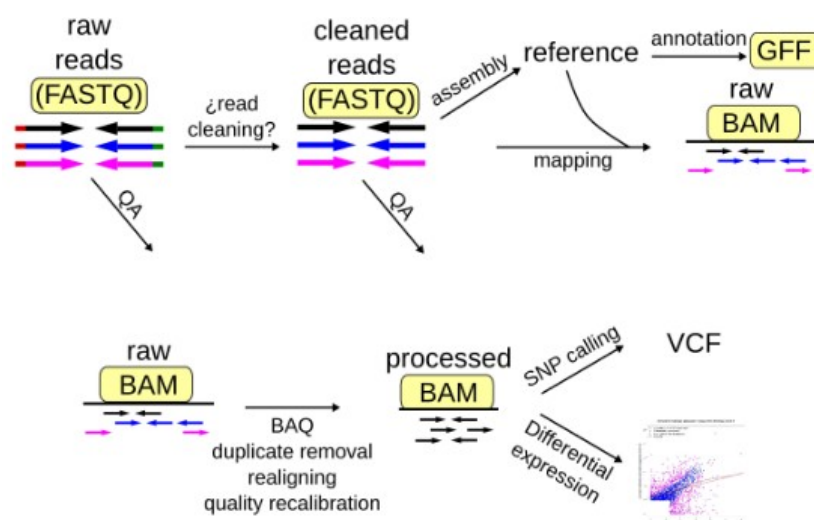 raw
reads
(FASTQ)
¿read
cleaning?
QA
cleaned
reads
(FASTQ)
QA
assembly
reference
annotation
GFF
mapping
raw
BAM
raw
BAM
BAQ
duplicate removal
realigning
quality recalibration
processed
BAM
SNP calling
VCF
Differential
expression